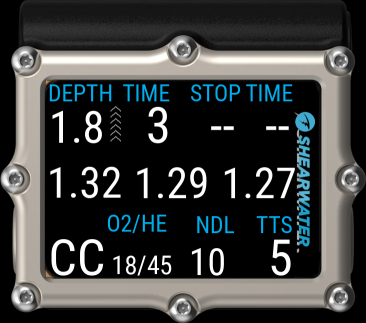 DEPTH TIME STOP TIME
1.8 3 -- --
1.32 1.29 1.27
O2/HE NDL TTS
CC 18/45 10 5
SHEARWATER